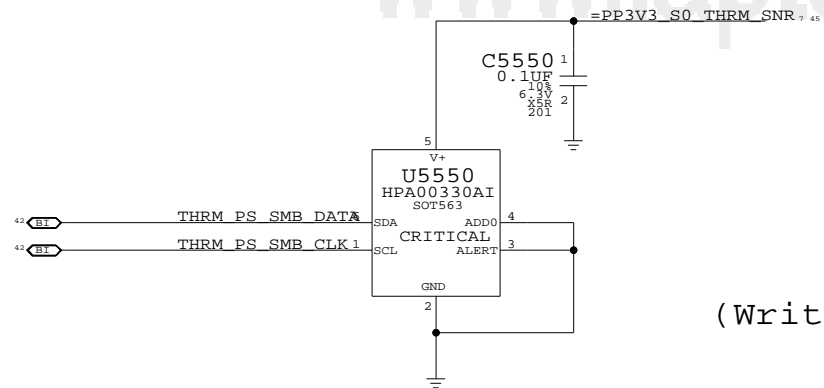 =PP3V3_S0_THRM_SNR 7 45
C5550 1
0.1UF
10%
6.3V 2
X5R
201
5
V+
U5550
HPA00330AI
SOT563
42 BI THRM_PS_SMB_DATA 6 SDA ADD0 4
CRITICAL
42 BI THRM_PS_SMB_CLK 1 SCL ALERT 3
GND
2
(Writ